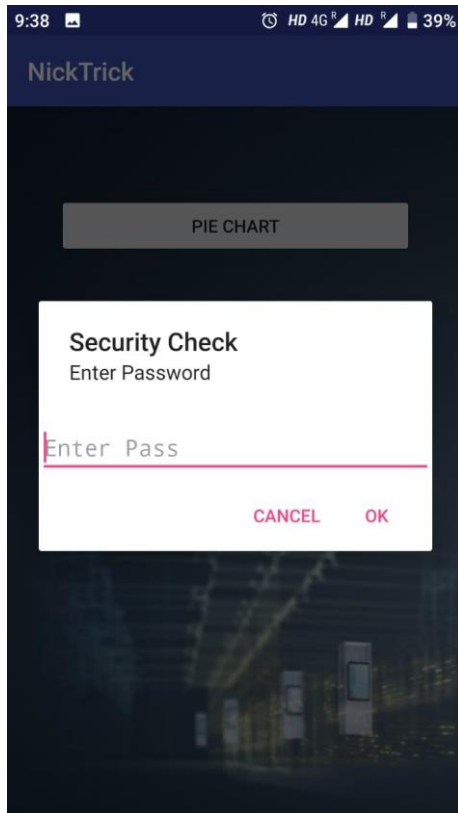 9:38 HD 4G R HD R 39%
NickTrick
PIE CHART
Security Check
Enter Password
Enter Pass
CANCEL OK